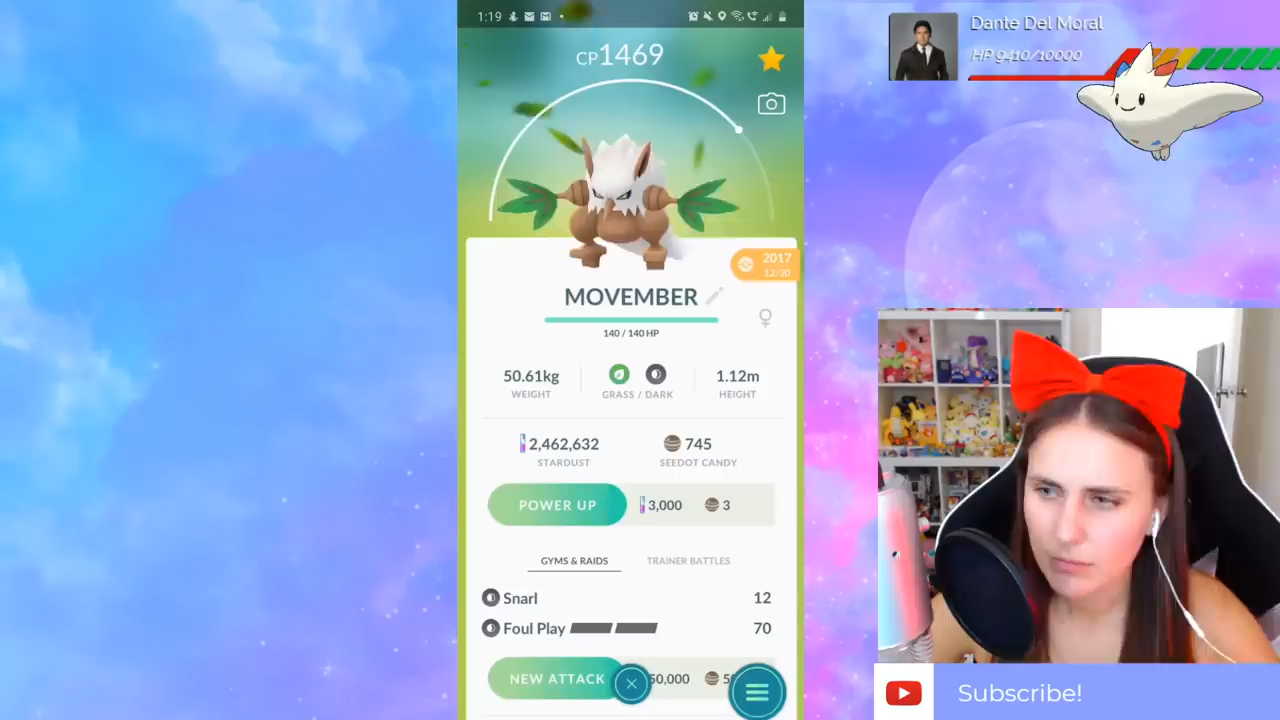 1:19
CP1469
2017
12/30
MOVEMBER
140 / 140 HP
50.61kg
WEIGHT
GRASS / DARK
1.12m
HEIGHT
2,462,632
STARDUST
745
SEEDOT CANDY
POWER UP
3,000
3
GYMS & RAIDS
TRAINER BATTLES
Snarl
12
Foul Play
70
NEW ATTACK
50,000
Dante Del Moral
HP 9410/10000
Subscribe!